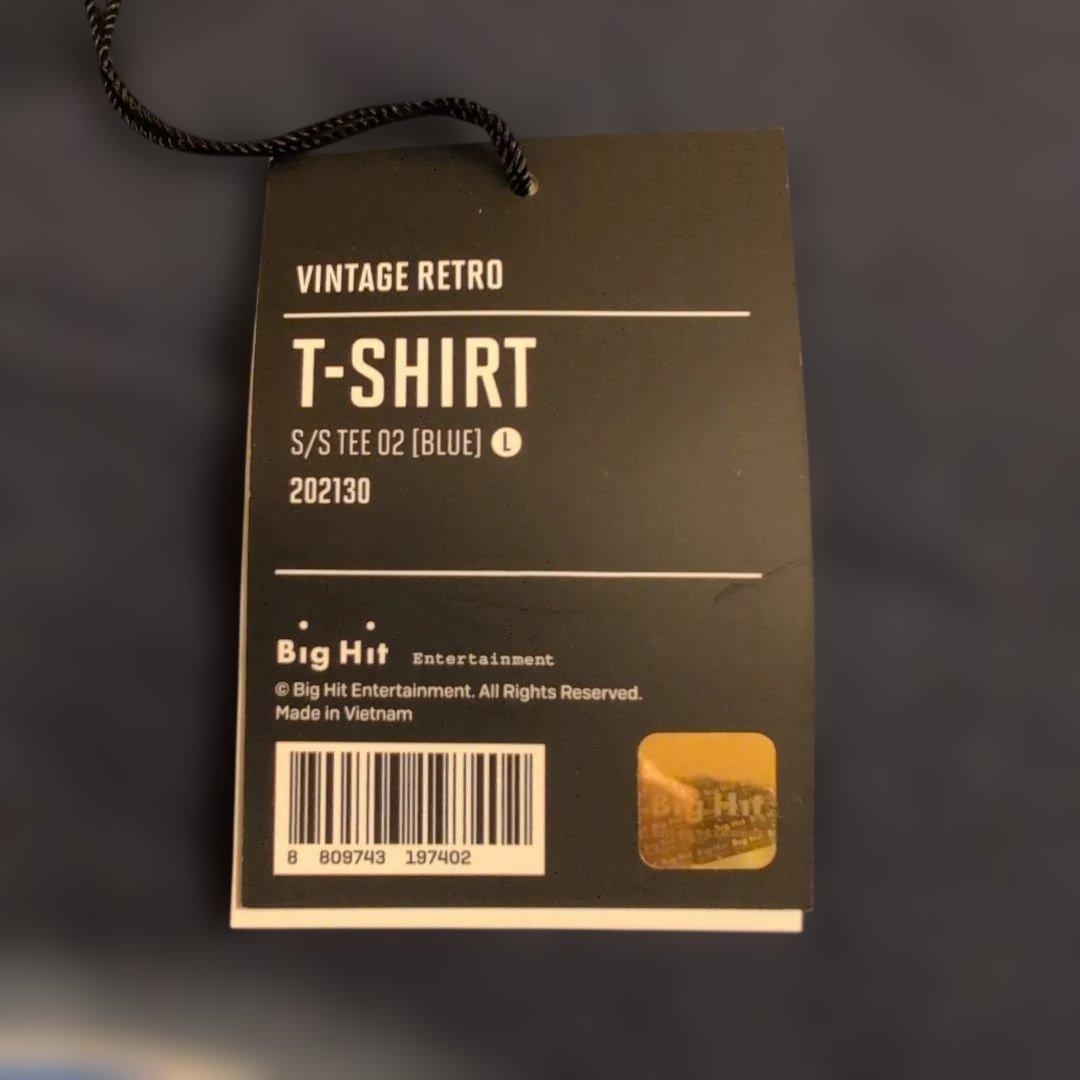 VINTAGE RETRO
T-SHIRT
S/S TEE 02 [BLUE] L
202130
Big Hit Entertainment
© Big Hit Entertainment. All Rights Reserved.
Made in Vietnam
8 809743 197402
Big Hit